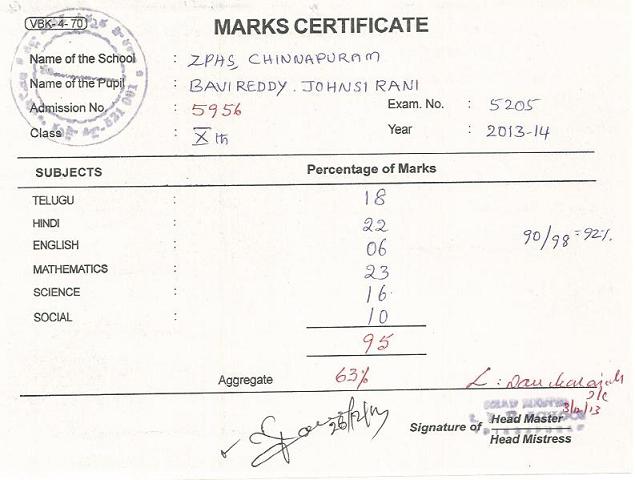 VBK-4-70
MARKS CERTIFICATE
Name of the School : ZPHS, CHINNAPURAM
Name of the Pupil : BAVIREDDY. JOHNSI RANI
Admission No. : 5956 Exam. No. : 5205
Class : Xth Year : 2013-14
SUBJECTS Percentage of Marks
TELUGU : 18
HINDI : 22
ENGLISH : 06
90/98 = 92%.
MATHEMATICS : 23
SCIENCE : 16
SOCIAL : 10
95
Aggregate 63%
Signature of Head Master
Head Mistress